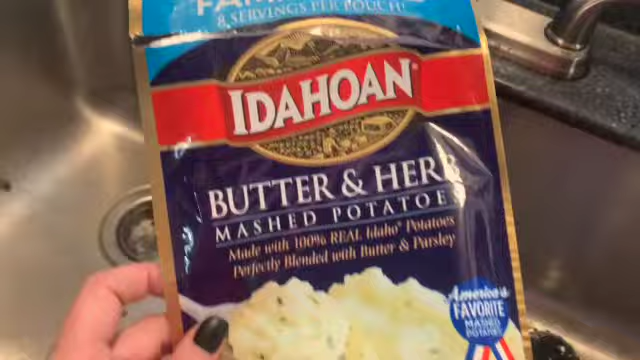 FAMILY
8 SERVINGS PER POUCH!
IDAHOAN®
BUTTER & HERB
MASHED POTATOES
Made with 100% REAL Idaho® Potatoes
Perfectly Blended with Butter & Parsley
America's
FAVORITE
MASHED
POTATOES